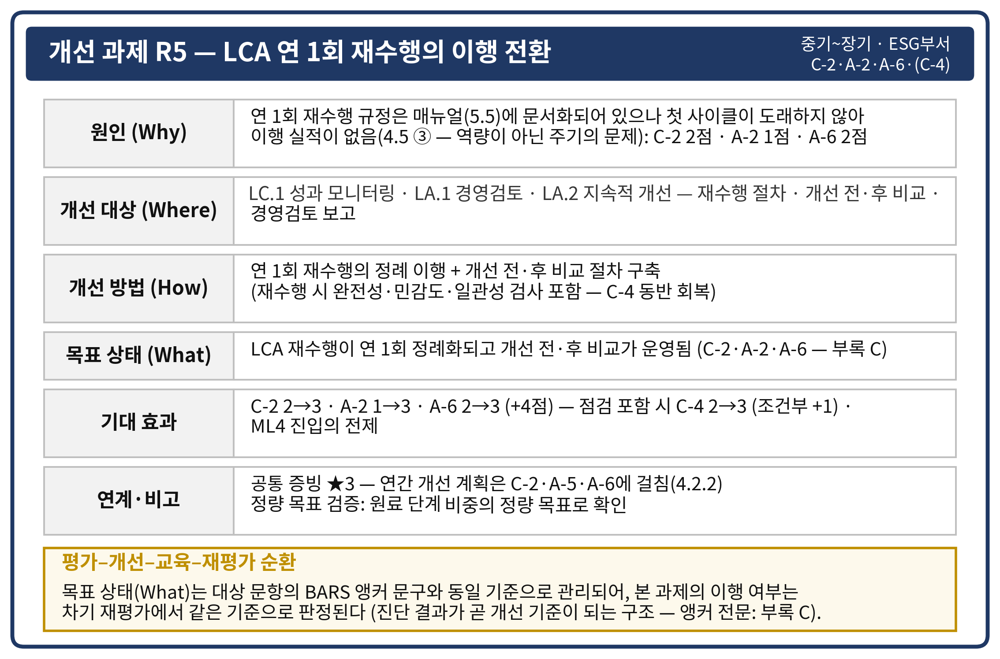 개선 과제 R5 — LCA 연 1회 재수행의 이행 전환
중기~장기 · ESG부서
C-2·A-2·A-6·(C-4)
원인 (Why)
연 1회 재수행 규정은 매뉴얼(5.5)에 문서화되어 있으나 첫 사이클이 도래하지 않아
이행 실적이 없음(4.5 ③ — 역량이 아닌 주기의 문제): C-2 2점 · A-2 1점 · A-6 2점
개선 대상 (Where)
LC.1 성과 모니터링 · LA.1 경영검토 · LA.2 지속적 개선 — 재수행 절차 · 개선 전·후 비교 ·
경영검토 보고
개선 방법 (How)
연 1회 재수행의 정례 이행 + 개선 전·후 비교 절차 구축
(재수행 시 완전성·민감도·일관성 검사 포함 — C-4 동반 회복)
목표 상태 (What)
LCA 재수행이 연 1회 정례화되고 개선 전·후 비교가 운영됨 (C-2·A-2·A-6 — 부록 C)
기대 효과
C-2 2→3 · A-2 1→3 · A-6 2→3 (+4점) — 점검 포함 시 C-4 2→3 (조건부 +1) ·
ML4 진입의 전제
연계·비고
공통 증빙 ★3 — 연간 개선 계획은 C-2·A-5·A-6에 걸침(4.2.2)
정량 목표 검증: 원료 단계 비중의 정량 목표로 확인
평가–개선–교육–재평가 순환
목표 상태(What)는 대상 문항의 BARS 앵커 문구와 동일 기준으로 관리되어, 본 과제의 이행 여부는
차기 재평가에서 같은 기준으로 판정된다 (진단 결과가 곧 개선 기준이 되는 구조 — 앵커 전문: 부록 C).